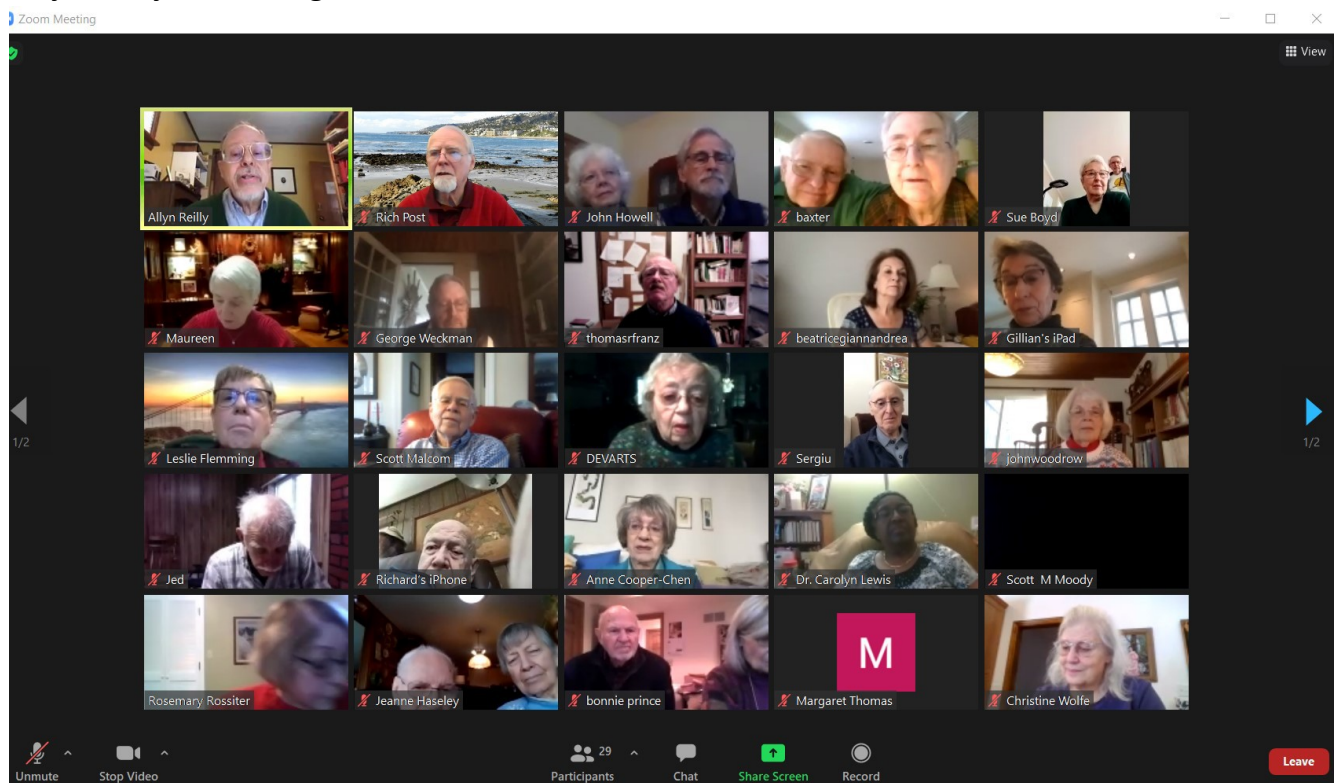 Zoom Meeting
View
Allyn Reilly
Rich Post
John Howell
baxter
Sue Boyd
Maureen
George Weckman
thomasrfranz
beatricegiannandrea
Gillian's iPad
1/2
1/2
Leslie Flemming
Scott Malcom
DEVARTS
Sergiu
johnwoodrow
Jed
Richard's iPhone
Anne Cooper-Chen
Dr. Carolyn Lewis
Scott M Moody
M
Rosemary Rossiter
Jeanne Haseley
bonnie prince
Margaret Thomas
Christine Wolfe
29
Unmute
Stop Video
Participants
Chat
Share Screen
Record
Leave